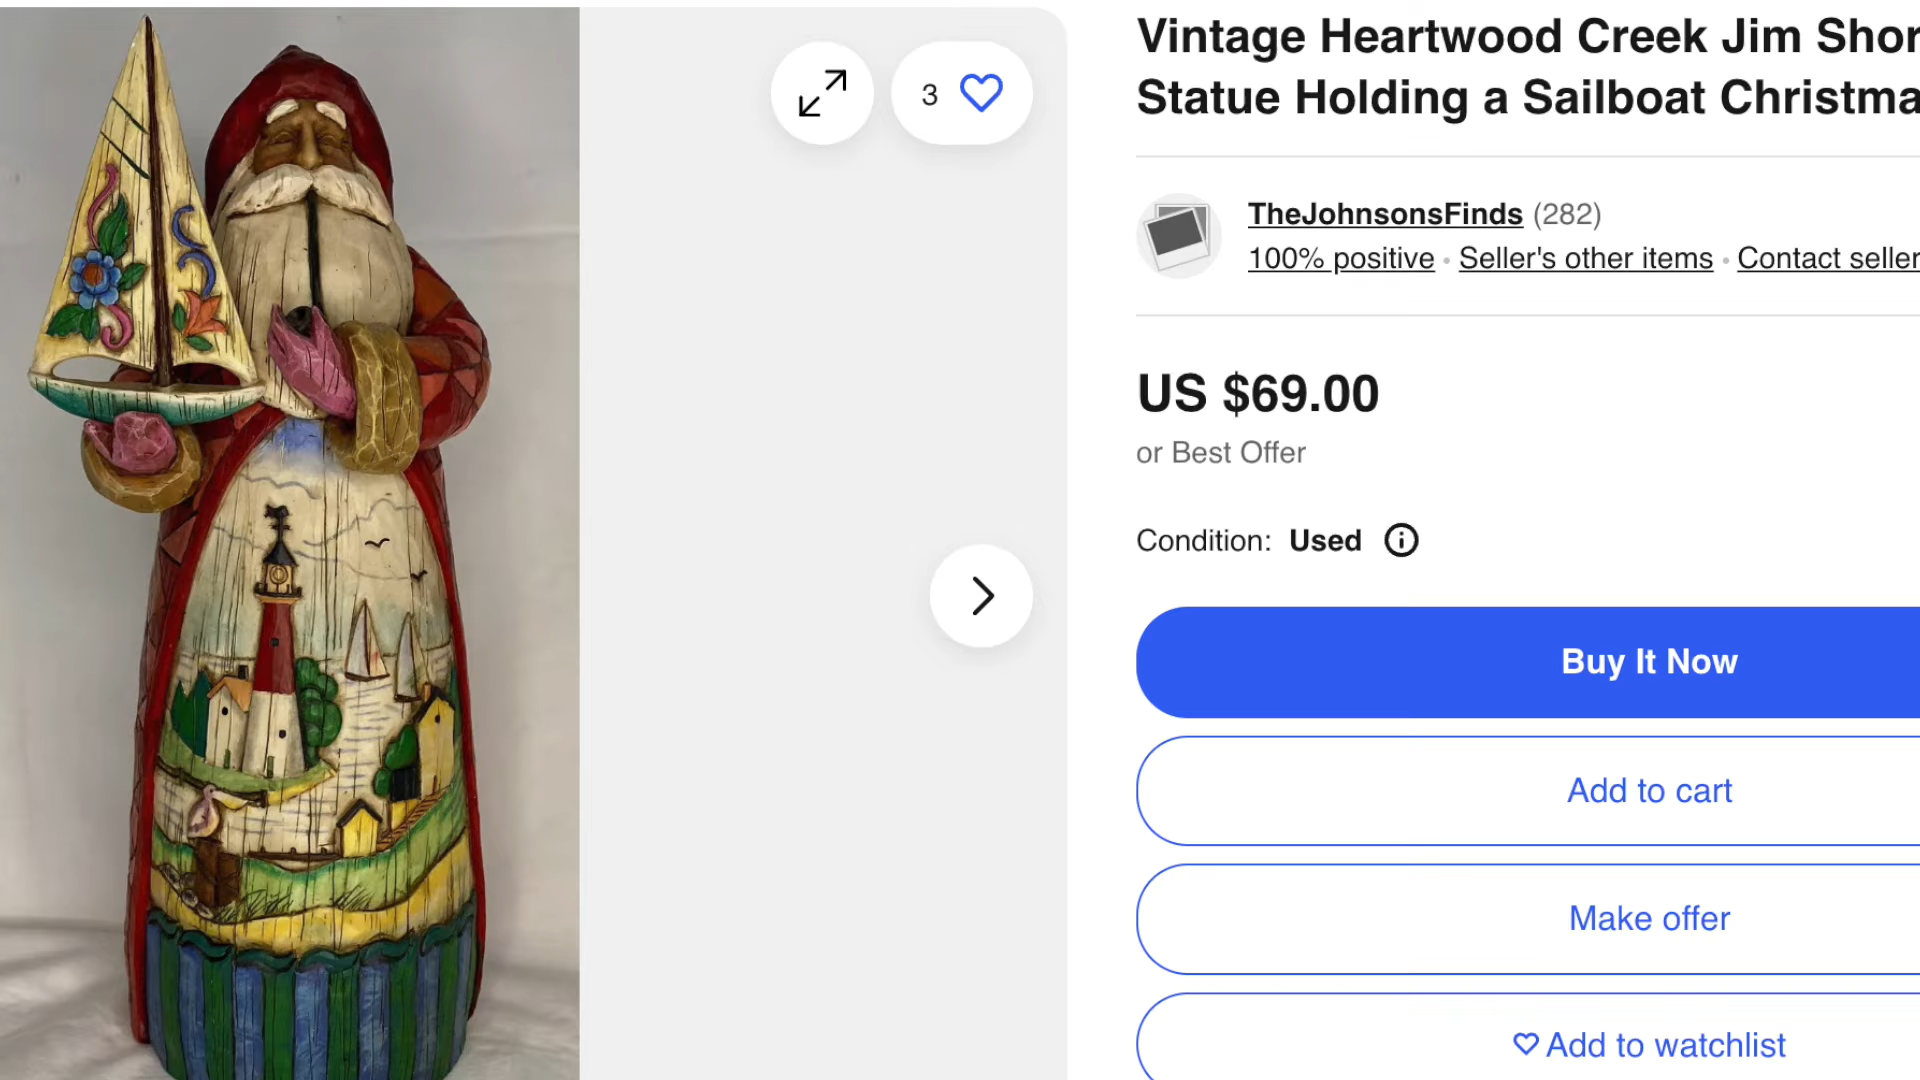 3
Vintage Heartwood Creek Jim Shor
Statue Holding a Sailboat Christma
TheJohnsonsFinds (282)
100% positive • Seller's other items • Contact seller
US $69.00
or Best Offer
Condition: Used
Buy It Now
Add to cart
Make offer
Add to watchlist